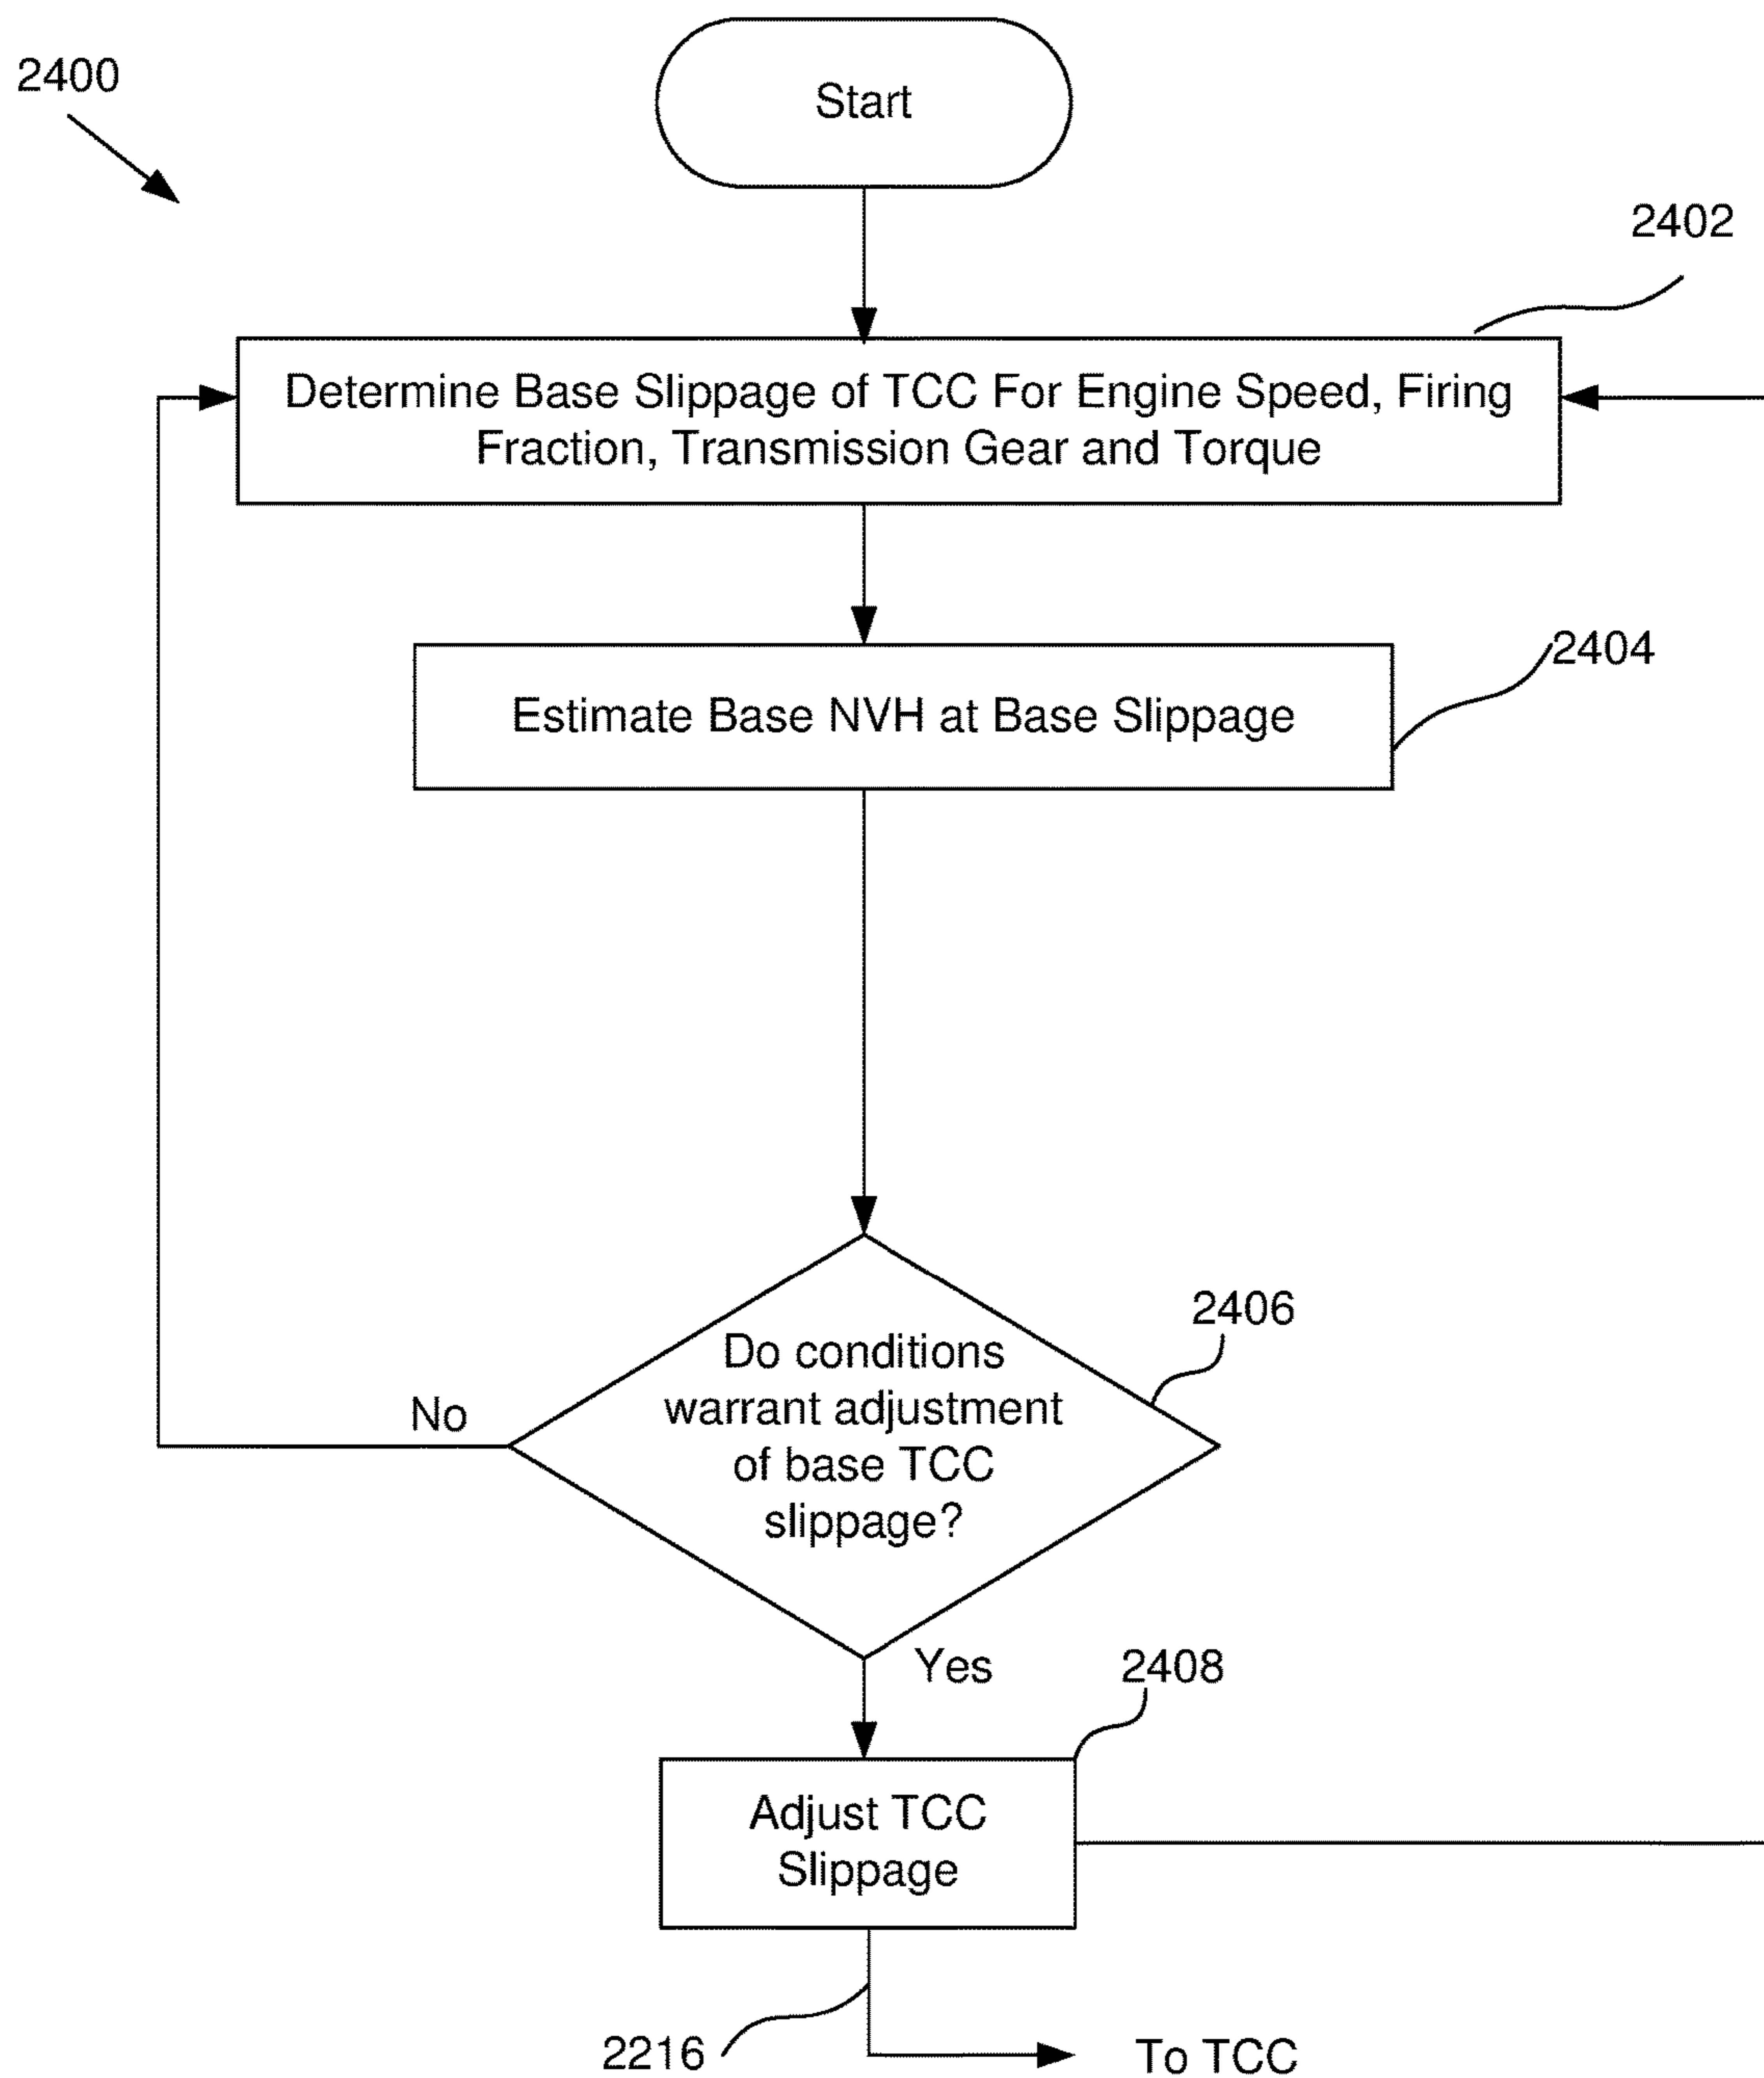 2400
Start
2402
Determine Base Slippage of TCC For Engine Speed, Firing
Fraction, Transmission Gear and Torque
2404
Estimate Base NVH at Base Slippage
2406
Do conditions
warrant adjustment
of base TCC
slippage?
No
Yes
2408
Adjust TCC
Slippage
2216
To TCC